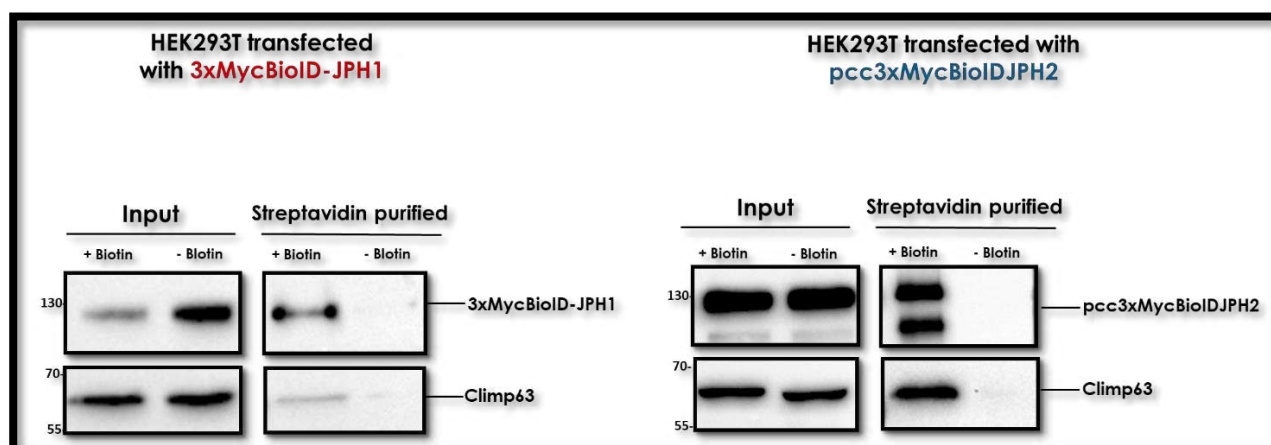 HEK293T transfected
with 3xMycBioID-JPH1
Input
Streptavidin purified
+ Biotin
- Biotin
+ Biotin
- Biotin
130-
3xMycBioID-JPH1
70-
Climp63
55
HEK293T transfected with
pcc3xMycBioIDJPH2
Input
Streptavidin purified
+ Biotin
- Biotin
+ Biotin
- Biotin
130-
pcc3xMycBioIDJPH2
70-
Climp63
55-